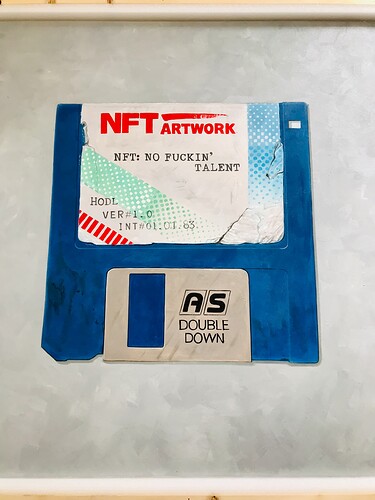 NFT ARTWORK
NFT: NO FUCKIN'
TALENT
HODL
VER#1.0
INT#01.01.63
A/S
DOUBLE
DOWN